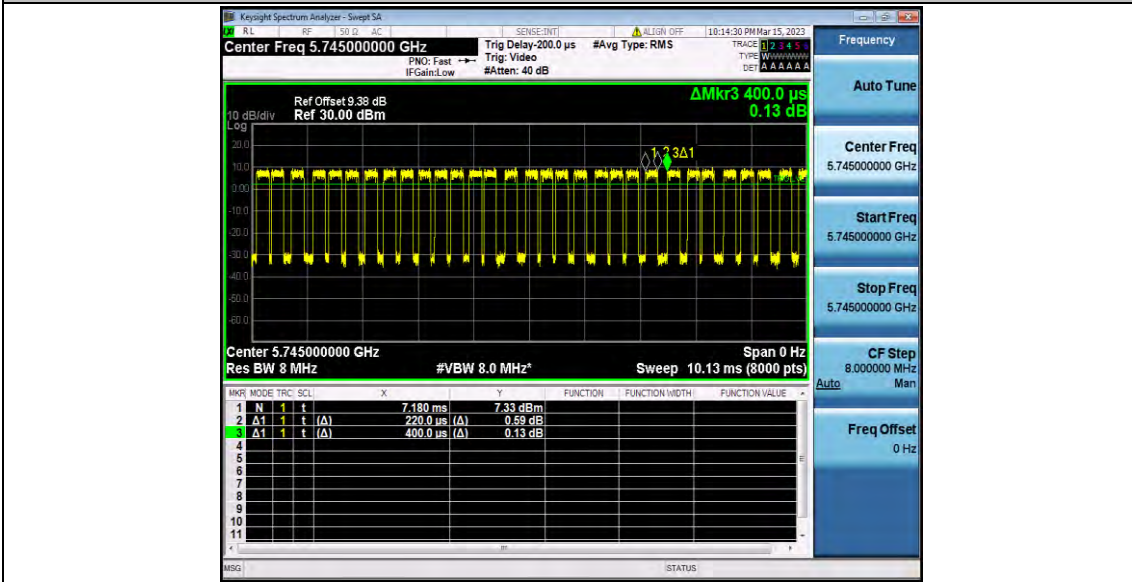 Keysight Spectrum Analyzer - Swept SA
RL RF 50 Ω AC SENSE:INT ALIGN OFF 10:14:30 PM Mar 15, 2023
Center Freq 5.745000000 GHz
PNO: Fast
IFGain:Low
Trig Delay-200.0 µs
Trig: Video
#Atten: 40 dB
#Avg Type: RMS
TRACE 1 2 3 4 5 6
TYPE W
DET A A A A A A
Frequency
Auto Tune
ΔMkr3 400.0 µs
0.13 dB
Ref Offset 9.38 dB
Ref 30.00 dBm
10 dB/div
Log
20.0
10.0
0.00
-10.0
-20.0
-30.0
-40.0
-50.0
-60.0
1 2 3Δ1
Center Freq
5.745000000 GHz
Start Freq
5.745000000 GHz
Stop Freq
5.745000000 GHz
CF Step
8.000000 MHz
Auto Man
Freq Offset
0 Hz
Center 5.745000000 GHz Span 0 Hz
Res BW 8 MHz #VBW 8.0 MHz* Sweep 10.13 ms (8000 pts)
MKR MODE TRC SCL X Y FUNCTION FUNCTION WIDTH FUNCTION VALUE
1 N 1 t 7.180 ms 7.33 dBm
2 Δ1 1 t (Δ) 220.0 µs (Δ) 0.59 dB
3 Δ1 1 t (Δ) 400.0 µs (Δ) 0.13 dB
4
5
6
7
8
9
10
11
MSG STATUS